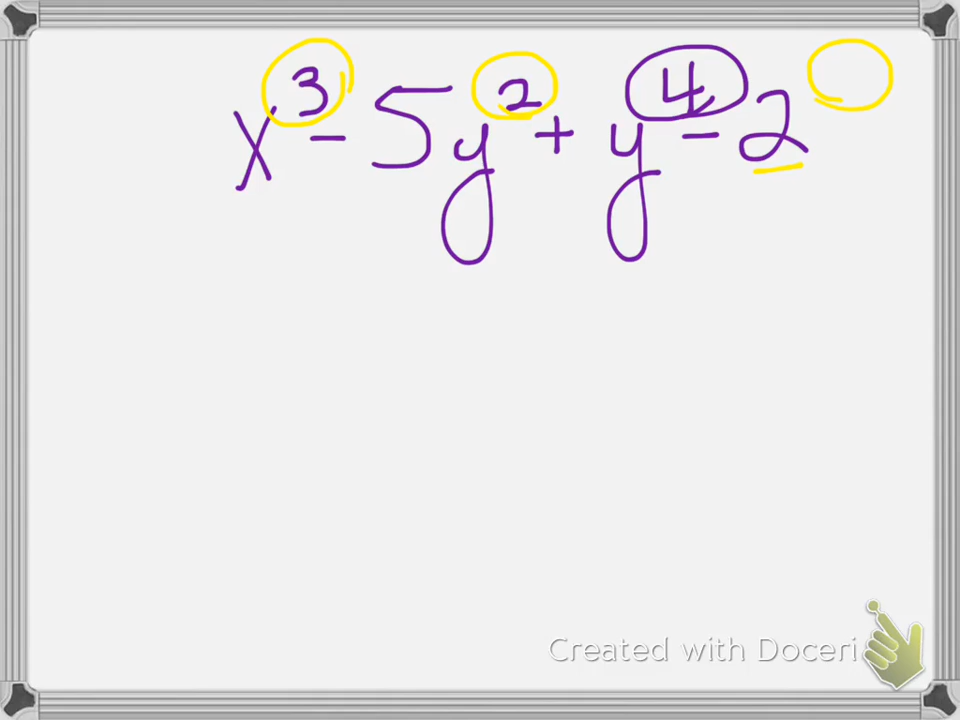 x³ - 5y² + y⁴ - 2
Created with Doceri